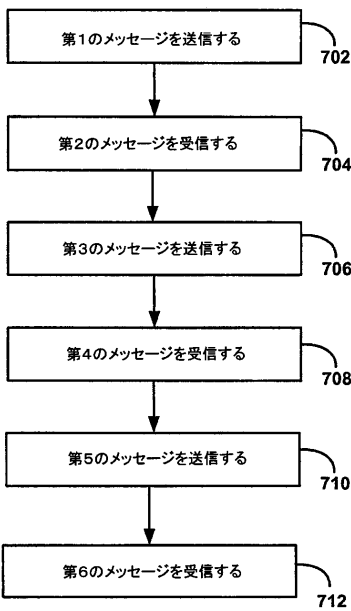 第1のメッセージを送信する
702
第2のメッセージを受信する
704
第3のメッセージを送信する
706
第4のメッセージを受信する
708
第5のメッセージを送信する
710
第6のメッセージを受信する
712